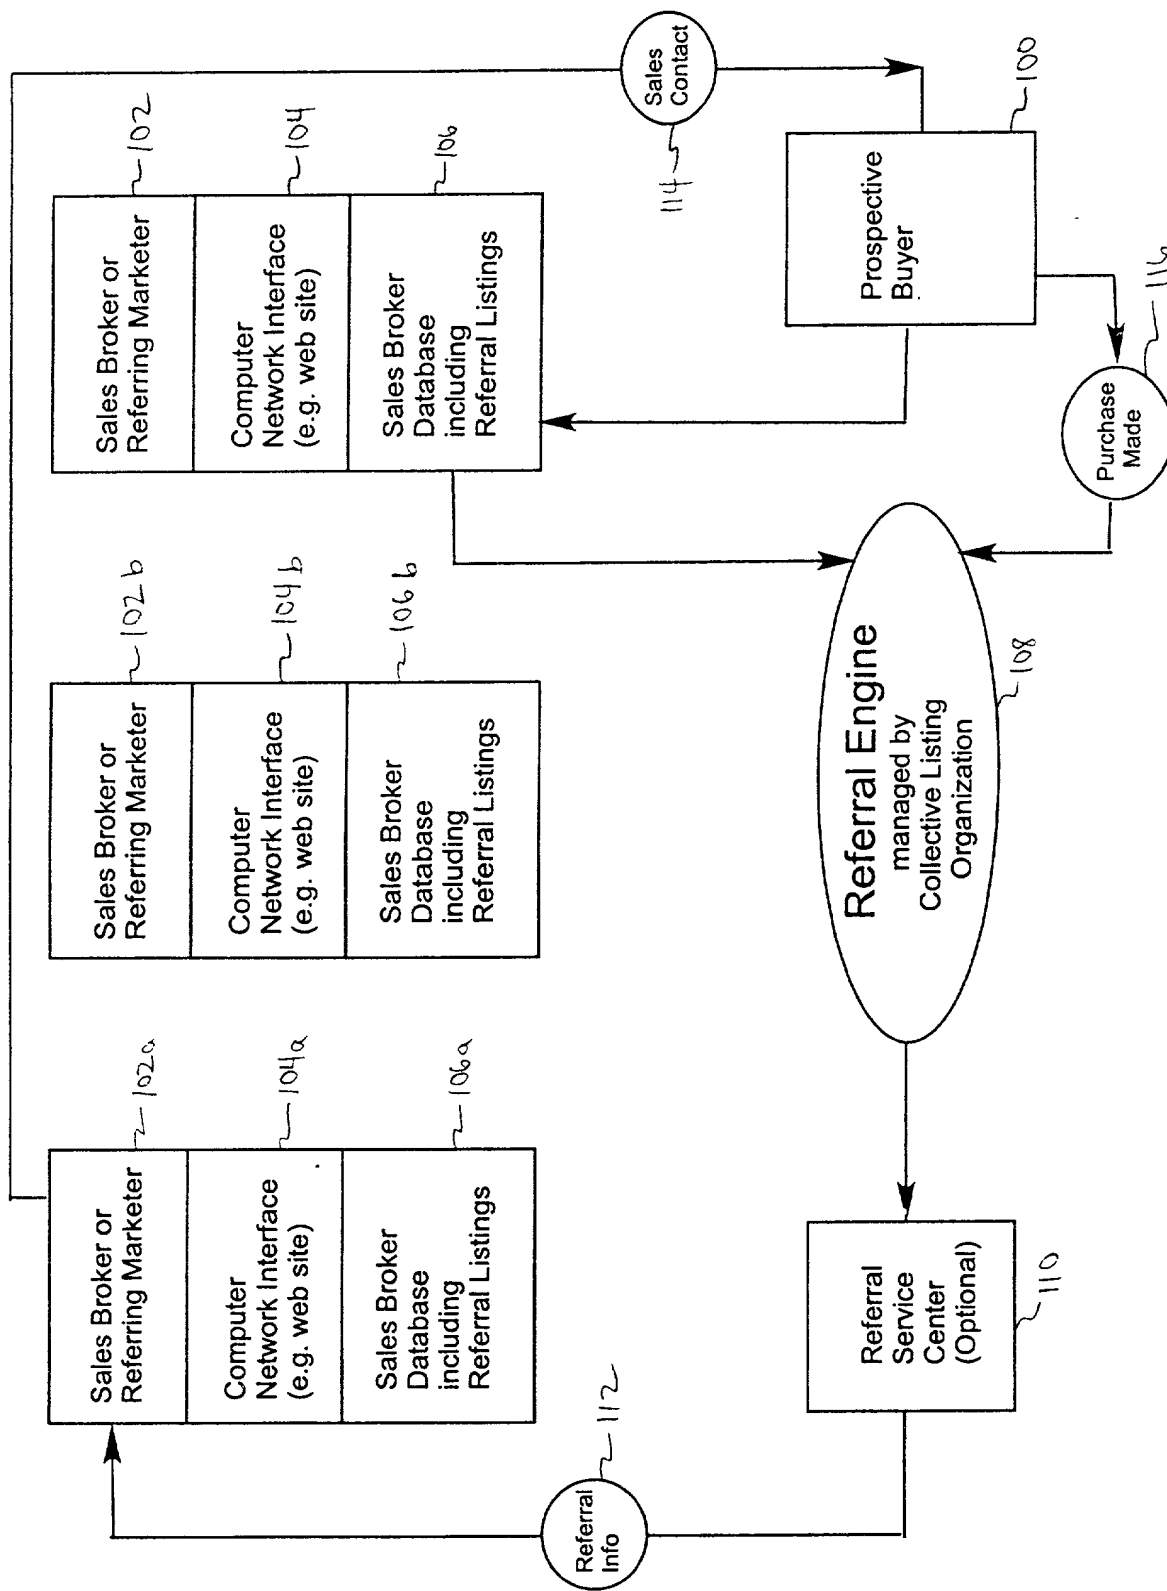 Sales Broker or
Referring Marketer
102a
Computer
Network Interface
(e.g. web site)
104a
Sales Broker
Database
including
Referral Listings
106a
Sales Broker or
Referring Marketer
102b
Computer
Network Interface
(e.g. web site)
104b
Sales Broker
Database
including
Referral Listings
106b
Sales Broker or
Referring Marketer
102
Computer
Network Interface
(e.g. web site)
104
Sales Broker
Database
including
Referral Listings
106
Referral
Info
112
Sales
Contact
114
Referral
Service
Center
(Optional)
110
Referral Engine
managed by
Collective Listing
Organization
108
Prospective
Buyer
100
Purchase
Made
116